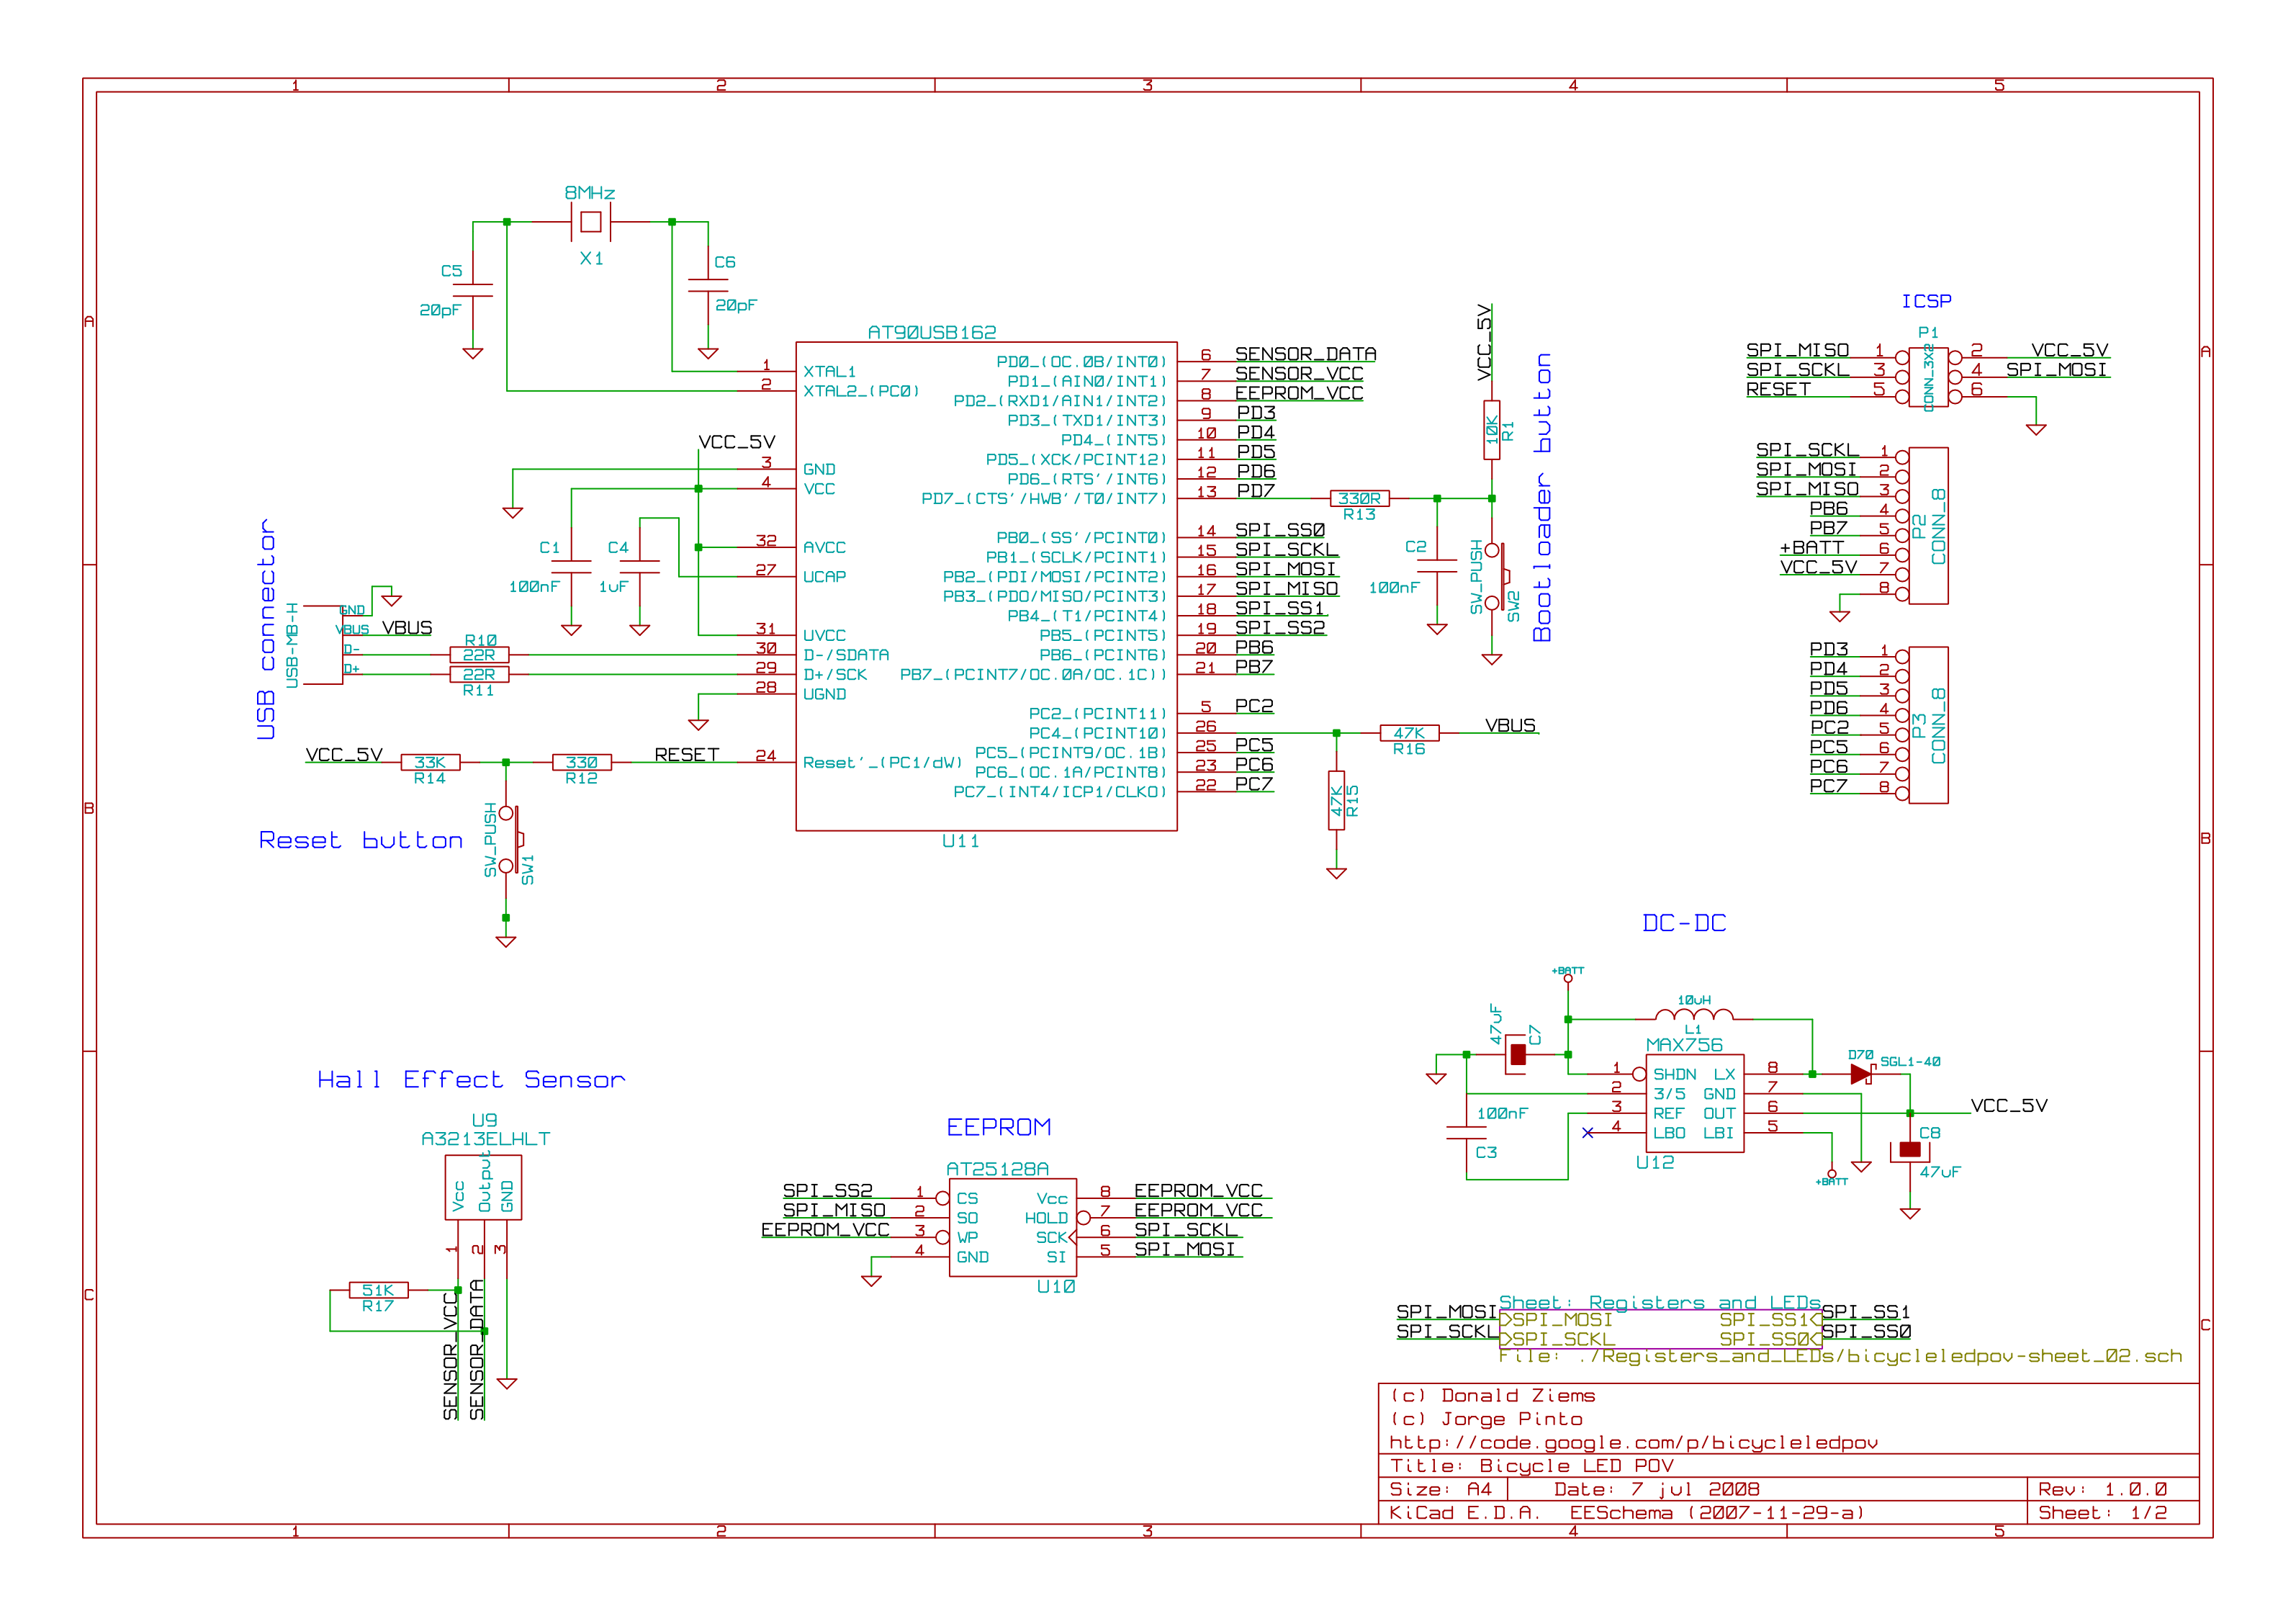 1 2 3 4 5
A
B
C
A
B
C
8MHz
X1
C5
20pF
C6
20pF
AT90USB162
U11
1 XTAL1
2 XTAL2_(PC0)
VCC_5V
3 GND
4 VCC
32 AVCC
27 UCAP
31 UVCC
30 D-/SDATA
29 D+/SCK
28 UGND
24 Reset'_(PC1/dW)
PD0_(OC.0B/INT0) 6 SENSOR_DATA
PD1_(AIN0/INT1) 7 SENSOR_VCC
PD2_(RXD1/AIN1/INT2) 8 EEPROM_VCC
PD3_(TXD1/INT3) 9 PD3
PD4_(INT5) 10 PD4
PD5_(XCK/PCINT12) 11 PD5
PD6_(RTS'/INT6) 12 PD6
PD7_(CTS'/HWB'/T0/INT7) 13 PD7
PB0_(SS'/PCINT0) 14 SPI_SS0
PB1_(SCLK/PCINT1) 15 SPI_SCKL
PB2_(PDI/MOSI/PCINT2) 16 SPI_MOSI
PB3_(PDO/MISO/PCINT3) 17 SPI_MISO
PB4_(T1/PCINT4) 18 SPI_SS1
PB5_(PCINT5) 19 SPI_SS2
PB6_(PCINT6) 20 PB6
PB7_(PCINT7/OC.0A/OC.1C)) 21 PB7
PC2_(PCINT11) 5 PC2
PC4_(PCINT10) 26
PC5_(PCINT9/OC.1B) 25 PC5
PC6_(OC.1A/PCINT8) 23 PC6
PC7_(INT4/ICP1/CLK0) 22 PC7
C1
100nF
C4
1uF
USB connector
USB-MB-H
GND
VBUS VBUS
D-
D+
R10
22R
22R
R11
VCC_5V
33K
R14
330
R12
RESET
Reset button
SW_PUSH
SW1
VCC_5V
10K
R1
330R
R13
C2
100nF
SW_PUSH
SW2
Bootloader button
47K
R16
VBUS
47K
R15
ICSP
P1
CONN_3X2
SPI_MISO 1 2 VCC_5V
SPI_SCKL 3 4 SPI_MOSI
RESET 5 6
SPI_SCKL 1
SPI_MOSI 2
SPI_MISO 3
PB6 4
PB7 5
+BATT 6
VCC_5V 7
8
P2
CONN_8
PD3 1
PD4 2
PD5 3
PD6 4
PC2 5
PC5 6
PC6 7
PC7 8
P3
CONN_8
DC-DC
+BATT
10uH
L1
47uF
C7
MAX756
1 SHDN LX 8
2 3/5 GND 7
3 REF OUT 6
4 LBO LBI 5
U12
100nF
C3
D70
SGL1-40
VCC_5V
C8
47uF
+BATT
Hall Effect Sensor
U9
A3213ELHLT
Vcc
Output
GND
1
2
3
51K
R17
SENSOR_VCC
SENSOR_DATA
EEPROM
AT25128A
SPI_SS2 1 CS Vcc 8 EEPROM_VCC
SPI_MISO 2 SO HOLD 7 EEPROM_VCC
EEPROM_VCC 3 WP SCK 6 SPI_SCKL
4 GND SI 5 SPI_MOSI
U10
Sheet: Registers and LEDs
SPI_MOSI SPI_MOSI SPI_SS1 SPI_SS1
SPI_SCKL SPI_SCKL SPI_SS0 SPI_SS0
File: ./Registers_and_LEDs/bicycleledpov-sheet_02.sch
(c) Donald Ziems
(c) Jorge Pinto
http://code.google.com/p/bicycleledpov
Title: Bicycle LED POV
Size: A4 Date: 7 jul 2008 Rev: 1.0.0
KiCad E.D.A. EESchema (2007-11-29-a) Sheet: 1/2
1 2 3 4 5